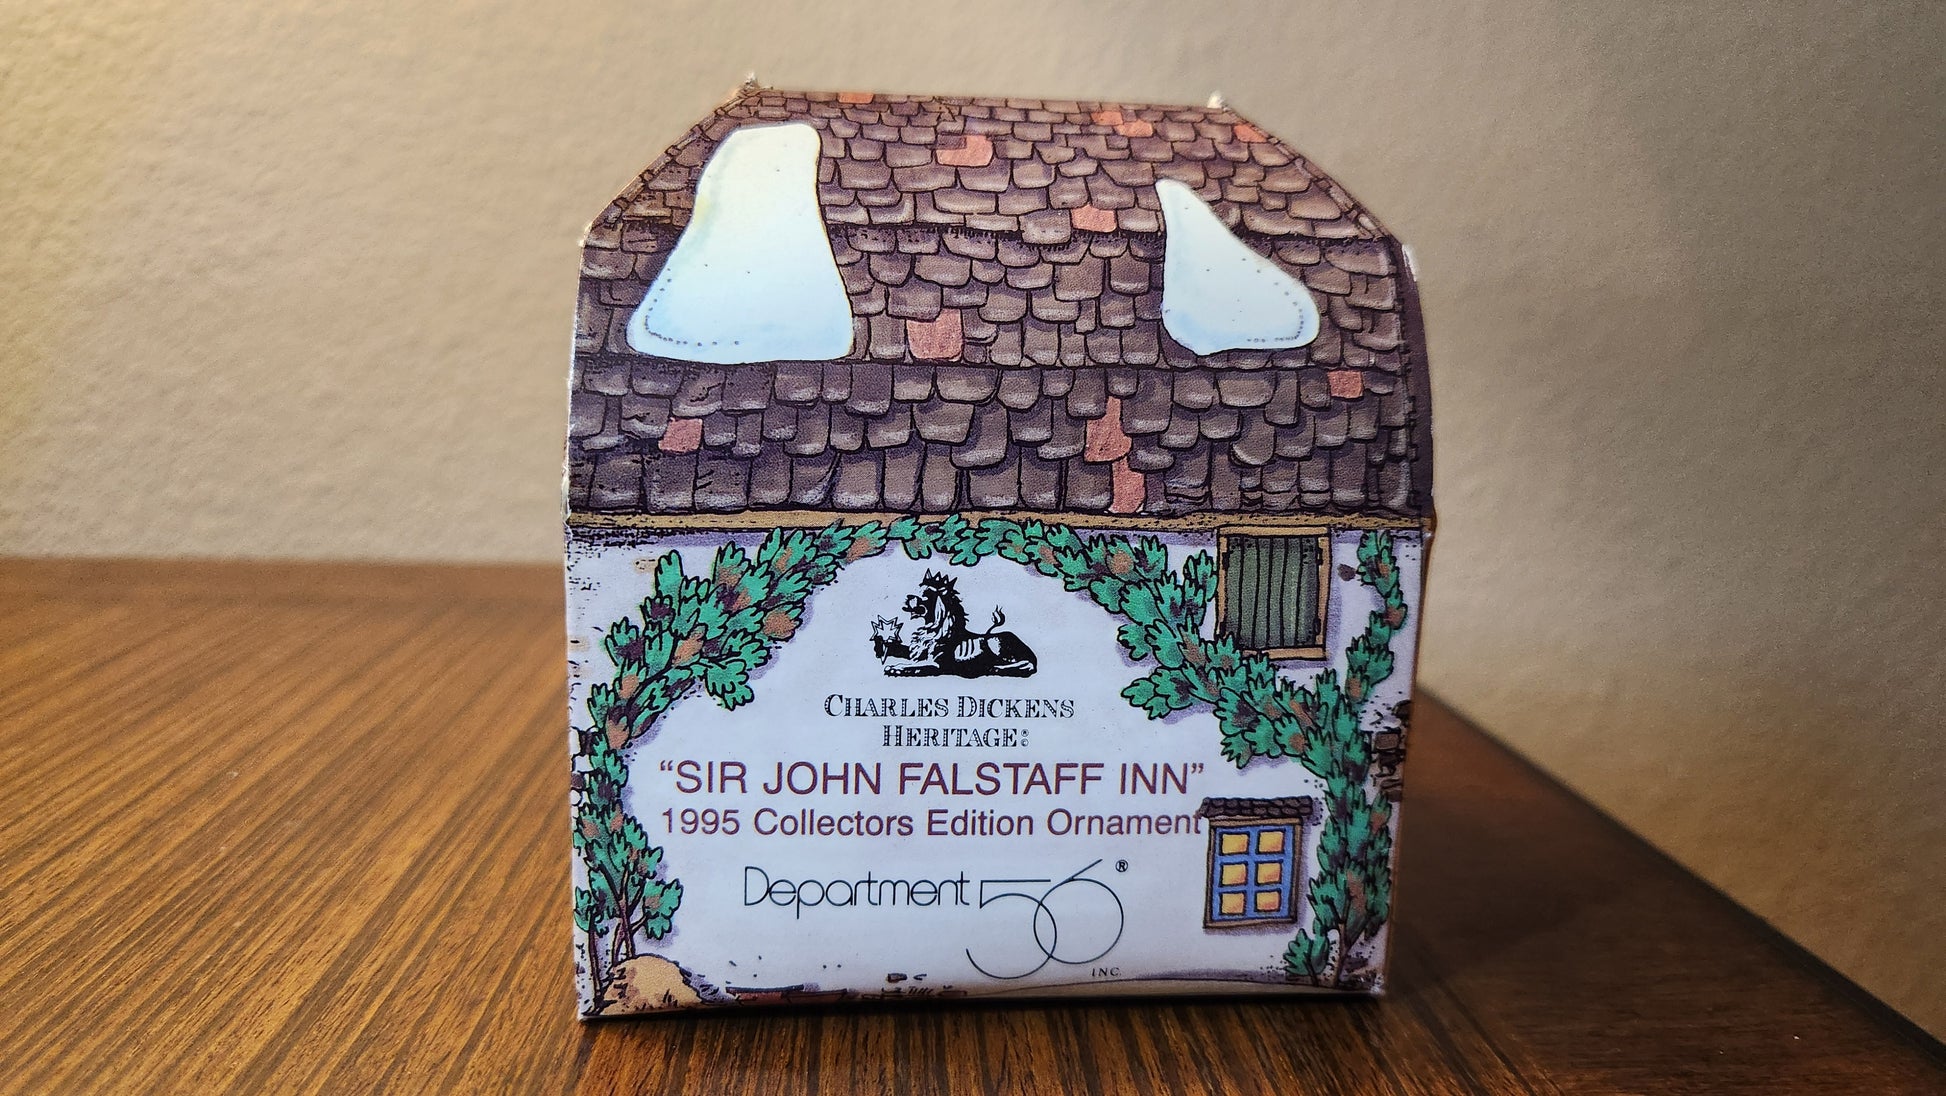 CHARLES DICKENS
HERITAGE®
"SIR JOHN FALSTAFF INN"
1995 Collectors Edition Ornament
Department 56®
INC.